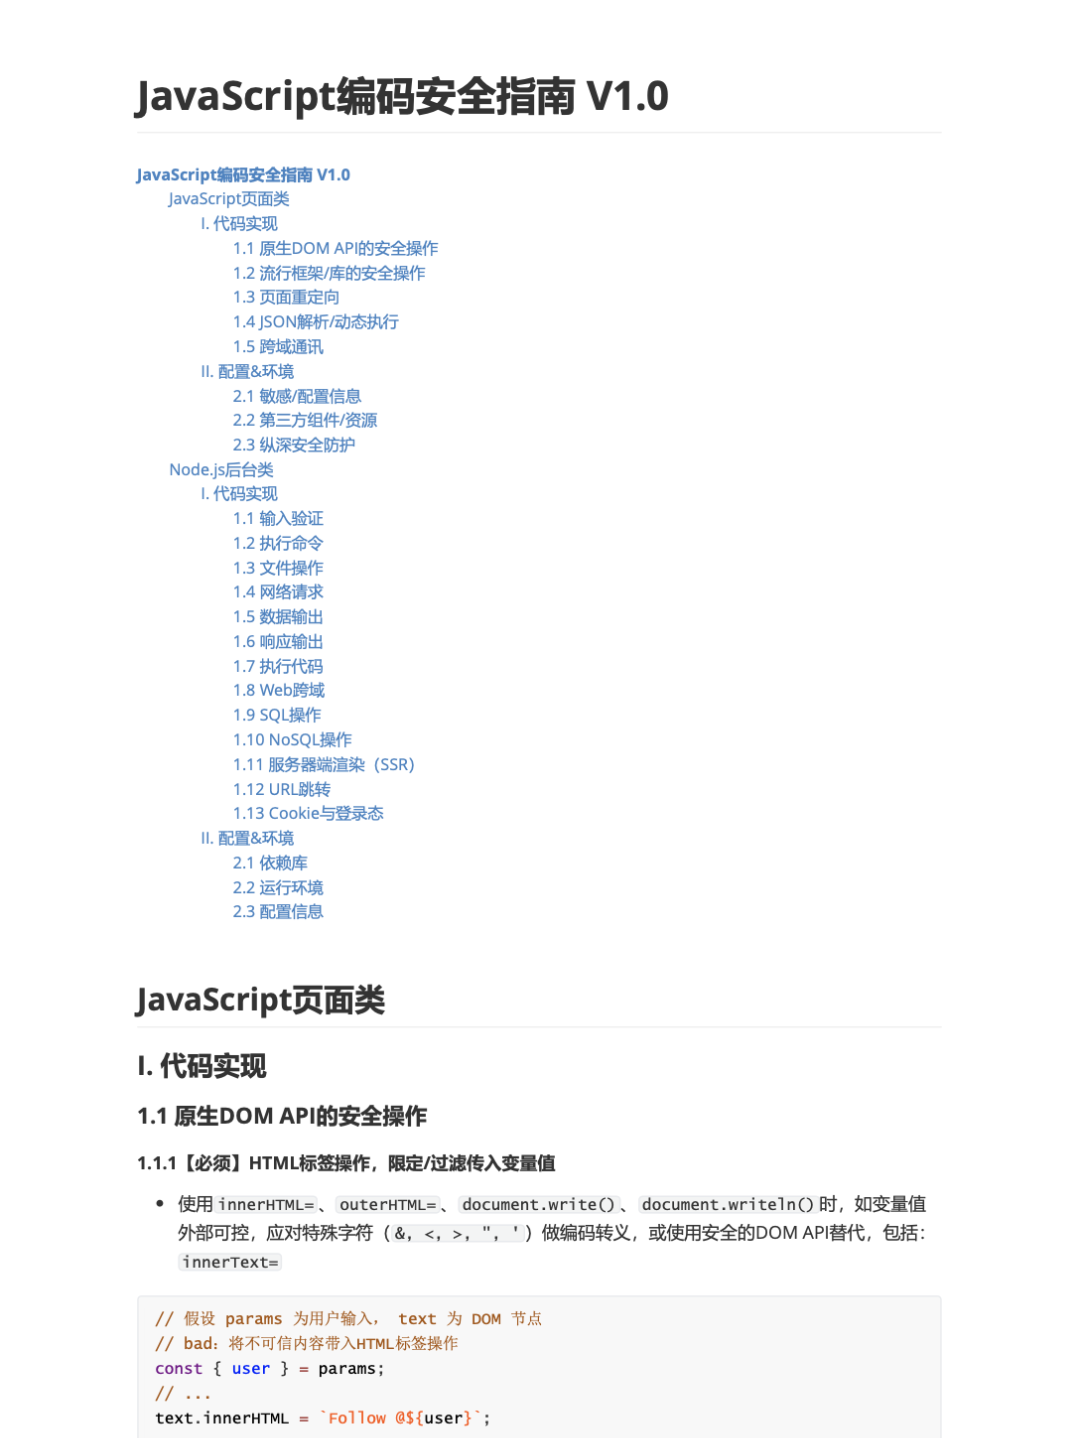 JavaScript编码安全指南 V1.0
JavaScript编码安全指南 V1.0
JavaScript页面类
I. 代码实现
1.1 原生DOM API的安全操作
1.2 流行框架/库的安全操作
1.3 页面重定向
1.4 JSON解析/动态执行
1.5 跨域通讯
II. 配置&环境
2.1 敏感/配置信息
2.2 第三方组件/资源
2.3 纵深安全防护
Node.js后台类
I. 代码实现
1.1 输入验证
1.2 执行命令
1.3 文件操作
1.4 网络请求
1.5 数据输出
1.6 响应输出
1.7 执行代码
1.8 Web跨域
1.9 SQL操作
1.10 NoSQL操作
1.11 服务器端渲染（SSR）
1.12 URL跳转
1.13 Cookie与登录态
II. 配置&环境
2.1 依赖库
2.2 运行环境
2.3 配置信息
JavaScript页面类
I. 代码实现
1.1 原生DOM API的安全操作
1.1.1【必须】HTML标签操作，限定/过滤传入变量值
• 使用 innerHTML= 、 outerHTML= 、 document.write() 、 document.writeln() 时，如变量值
外部可控，应对特殊字符（ &, <, >, ", ' ）做编码转义，或使用安全的DOM API替代，包括：
innerText=
// 假设 params 为用户输入， text 为 DOM 节点
// bad：将不可信内容带入HTML标签操作
const { user } = params;
// ...
text.innerHTML = `Follow @${user}`;